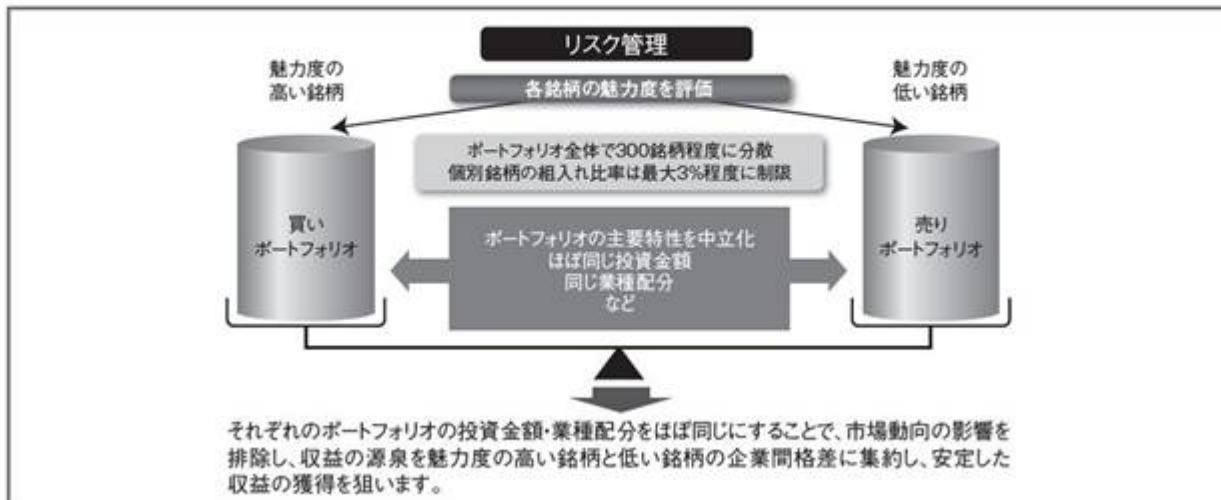 リスク管理
魅力度の
高い銘柄
各銘柄の魅力度を評価
魅力度の
低い銘柄
ポートフォリオ全体で300銘柄程度に分散
個別銘柄の組入れ比率は最大3%程度に制限
買い
ポートフォリオ
ポートフォリオの主要特性を中立化
ほぼ同じ投資金額
同じ業種配分
など
売り
ポートフォリオ
それぞれのポートフォリオの投資金額・業種配分をほぼ同じにすることで、市場動向の影響を
排除し、収益の源泉を魅力度の高い銘柄と低い銘柄の企業間格差に集約し、安定した
収益の獲得を狙います。